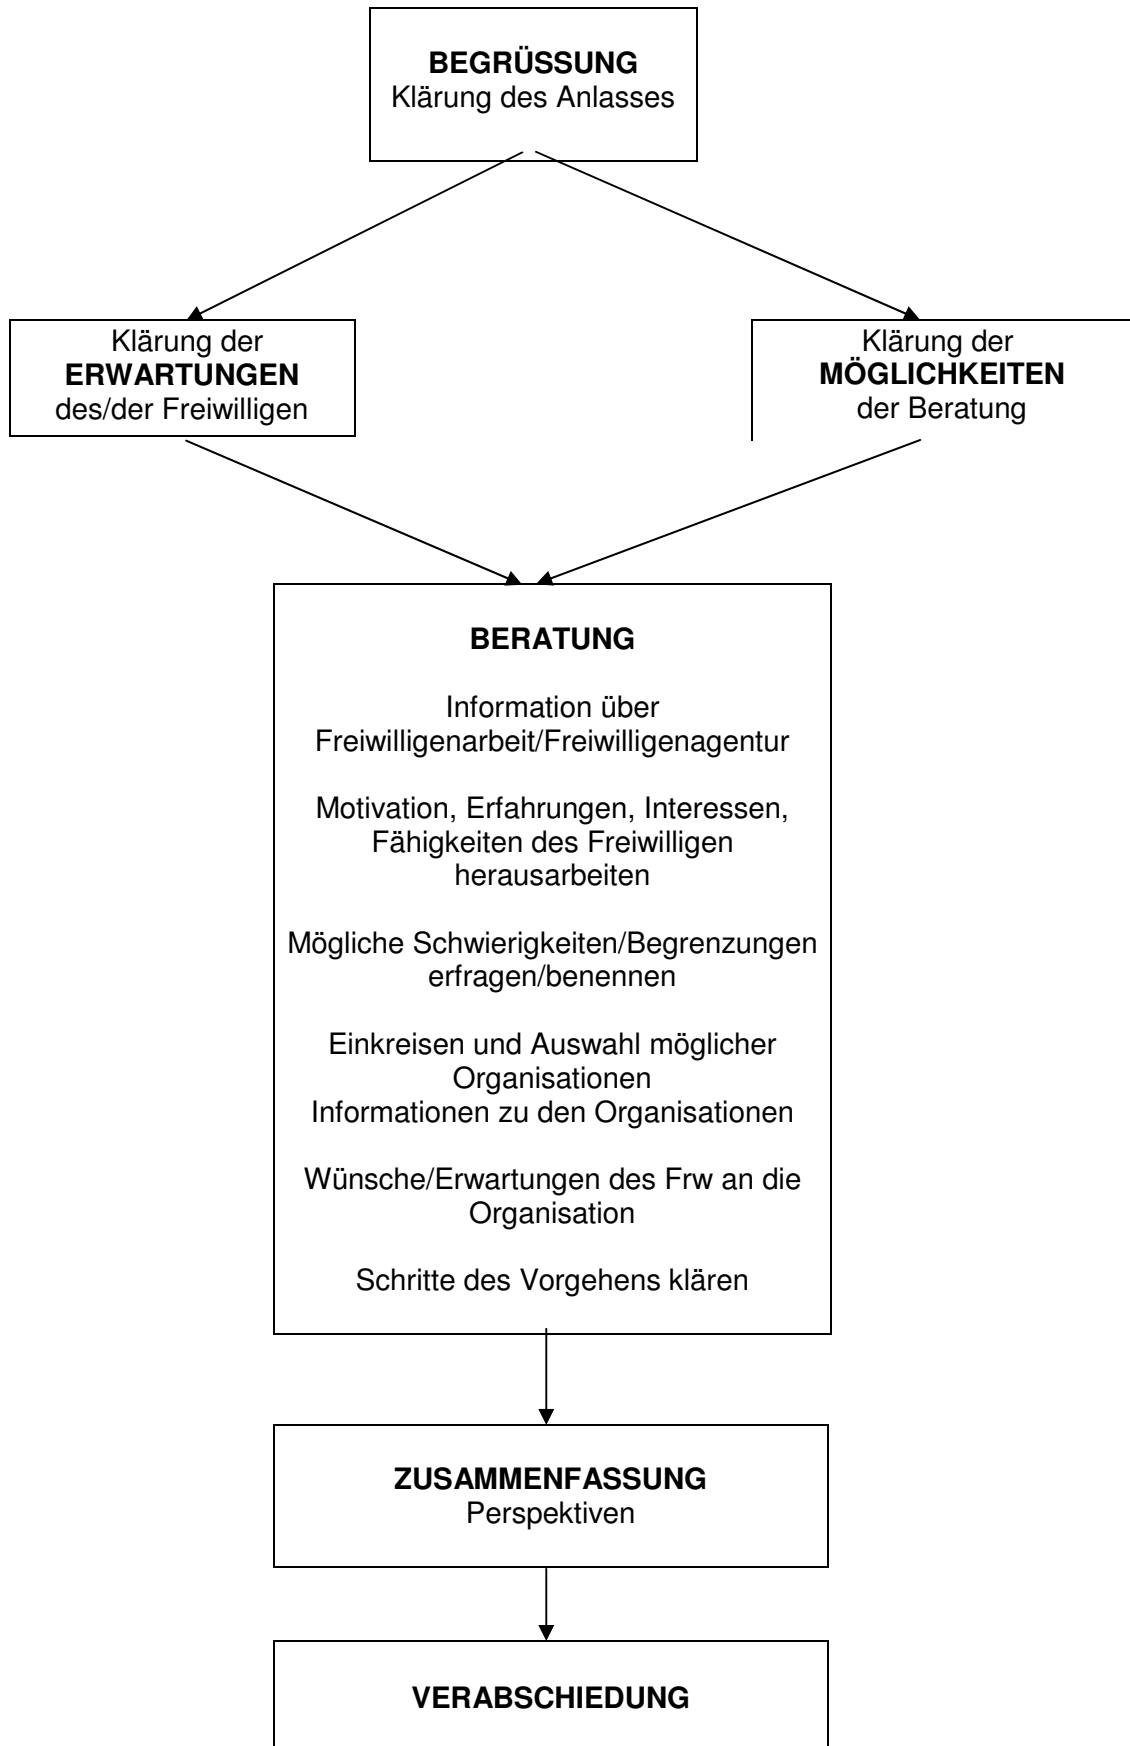 BEGRÜSSUNG
Klärung des Anlasses
Klärung der
ERWARTUNGEN
des/der Freiwilligen
Klärung der
MÖGLICHKEITEN
der Beratung
BERATUNG
Information über
Freiwilligenarbeit/Freiwilligenagentur
Motivation, Erfahrungen, Interessen,
Fähigkeiten des Freiwilligen
herausarbeiten
Mögliche Schwierigkeiten/Begrenzungen
erfragen/benennen
Einkreisen und Auswahl möglicher
Organisationen
Informationen zu den Organisationen
Wünsche/Erwartungen des Frw an die
Organisation
Schritte des Vorgehens klären
ZUSAMMENFASSUNG
Perspektiven
VERABSCHIEDUNG